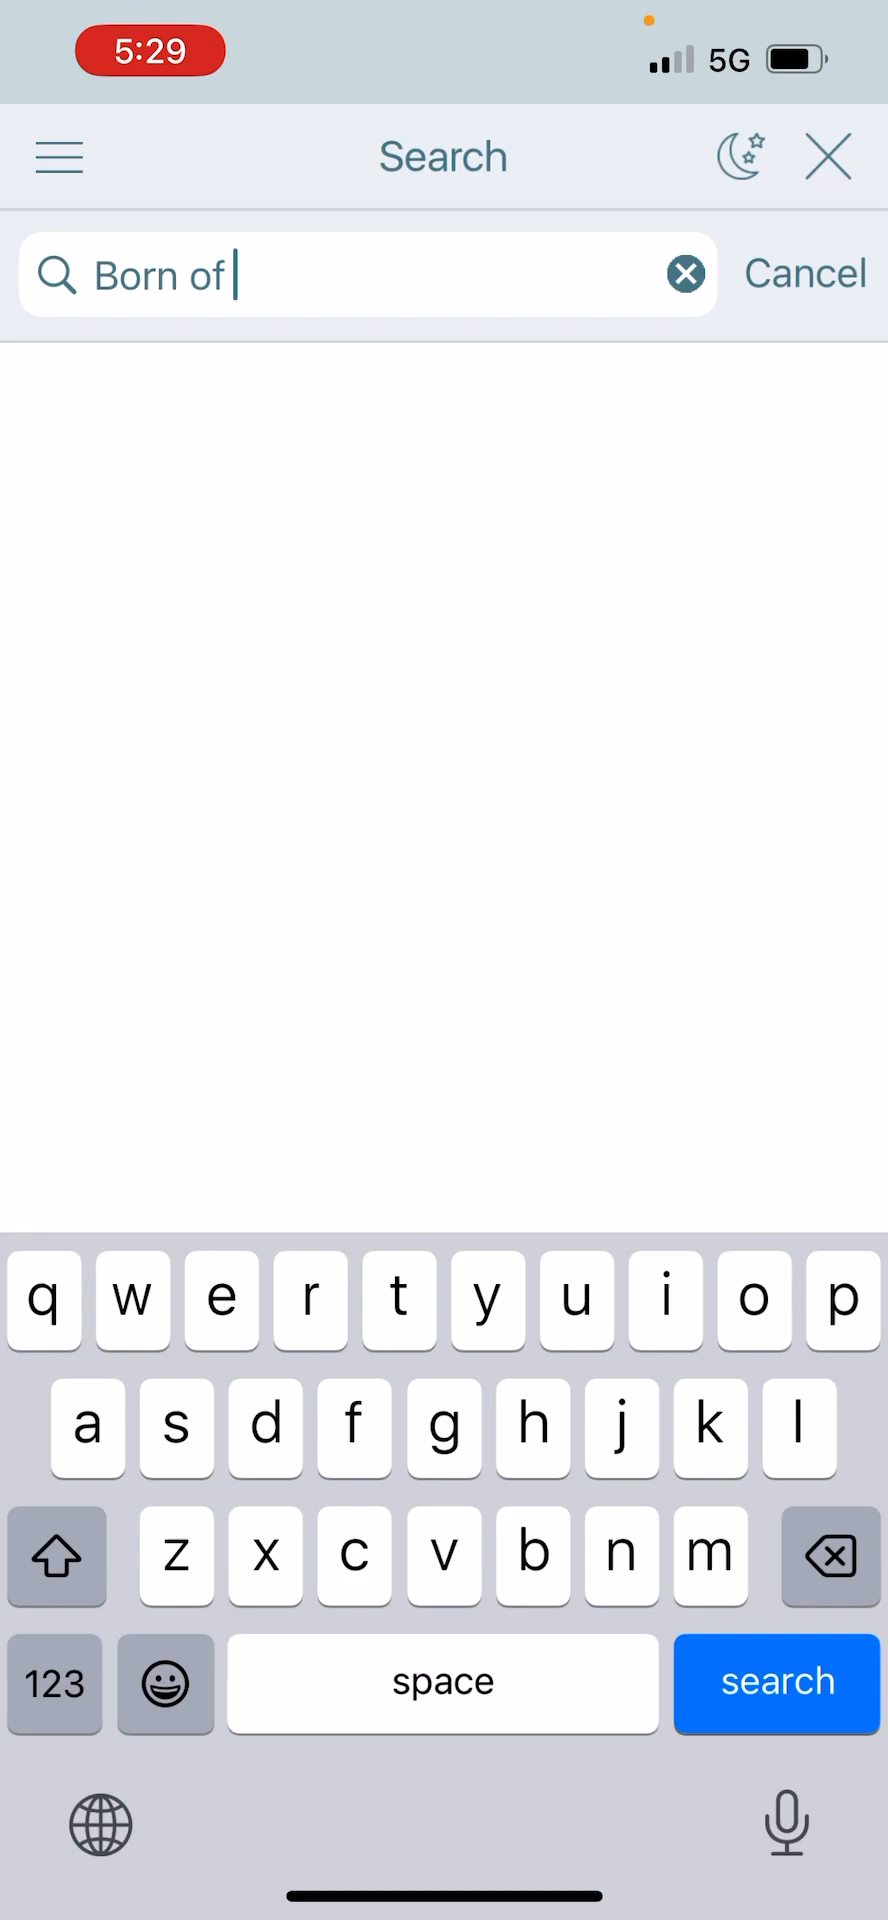 5:29 5G
Search
Born of Cancel
q w e r t y u i o p
a s d f g h j k l
z x c v b n m
123 space search